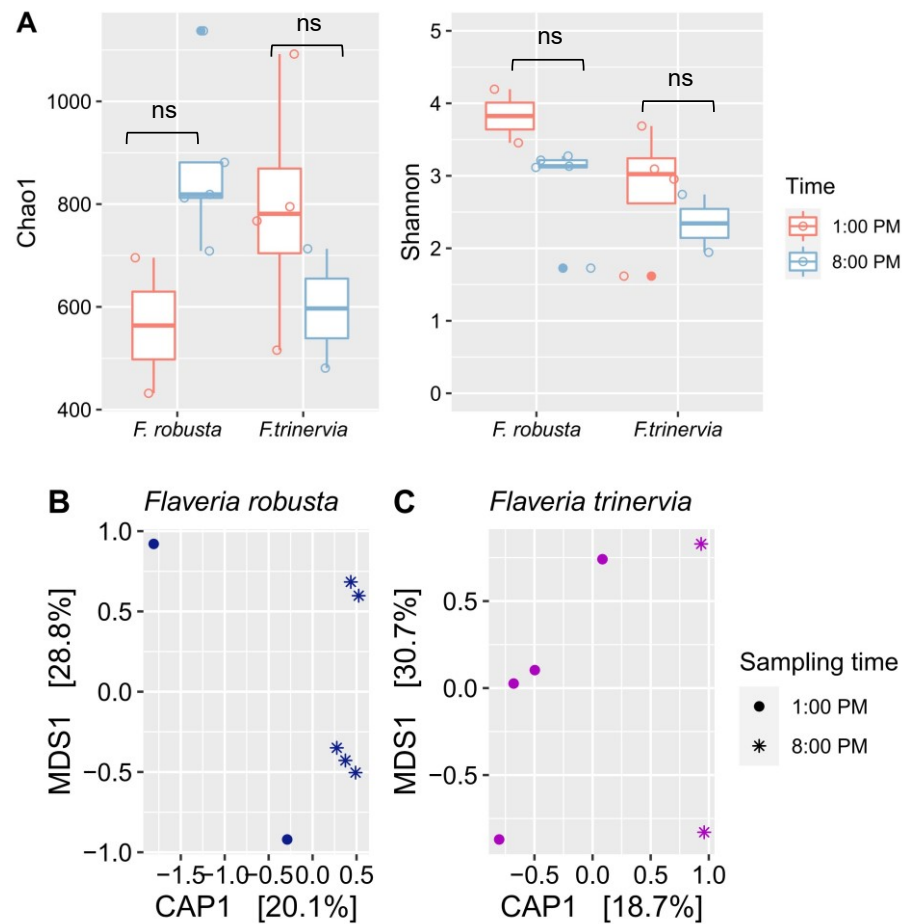 A
ns
ns
Chao1
1000
800
600
400
F. robusta
F.trinervia
ns
ns
Shannon
5
4
3
2
1
0
F. robusta
F.trinervia
Time
1:00 PM
8:00 PM
B
Flaveria robusta
MDS1 [28.8%]
1.0
0.5
0.0
−0.5
−1.0
−1.5 −1.0 −0.5 0.0 0.5
CAP1 [20.1%]
C
Flaveria trinervia
MDS1 [30.7%]
0.5
0.0
−0.5
−0.5 0.0 0.5 1.0
CAP1 [18.7%]
Sampling time
1:00 PM
8:00 PM